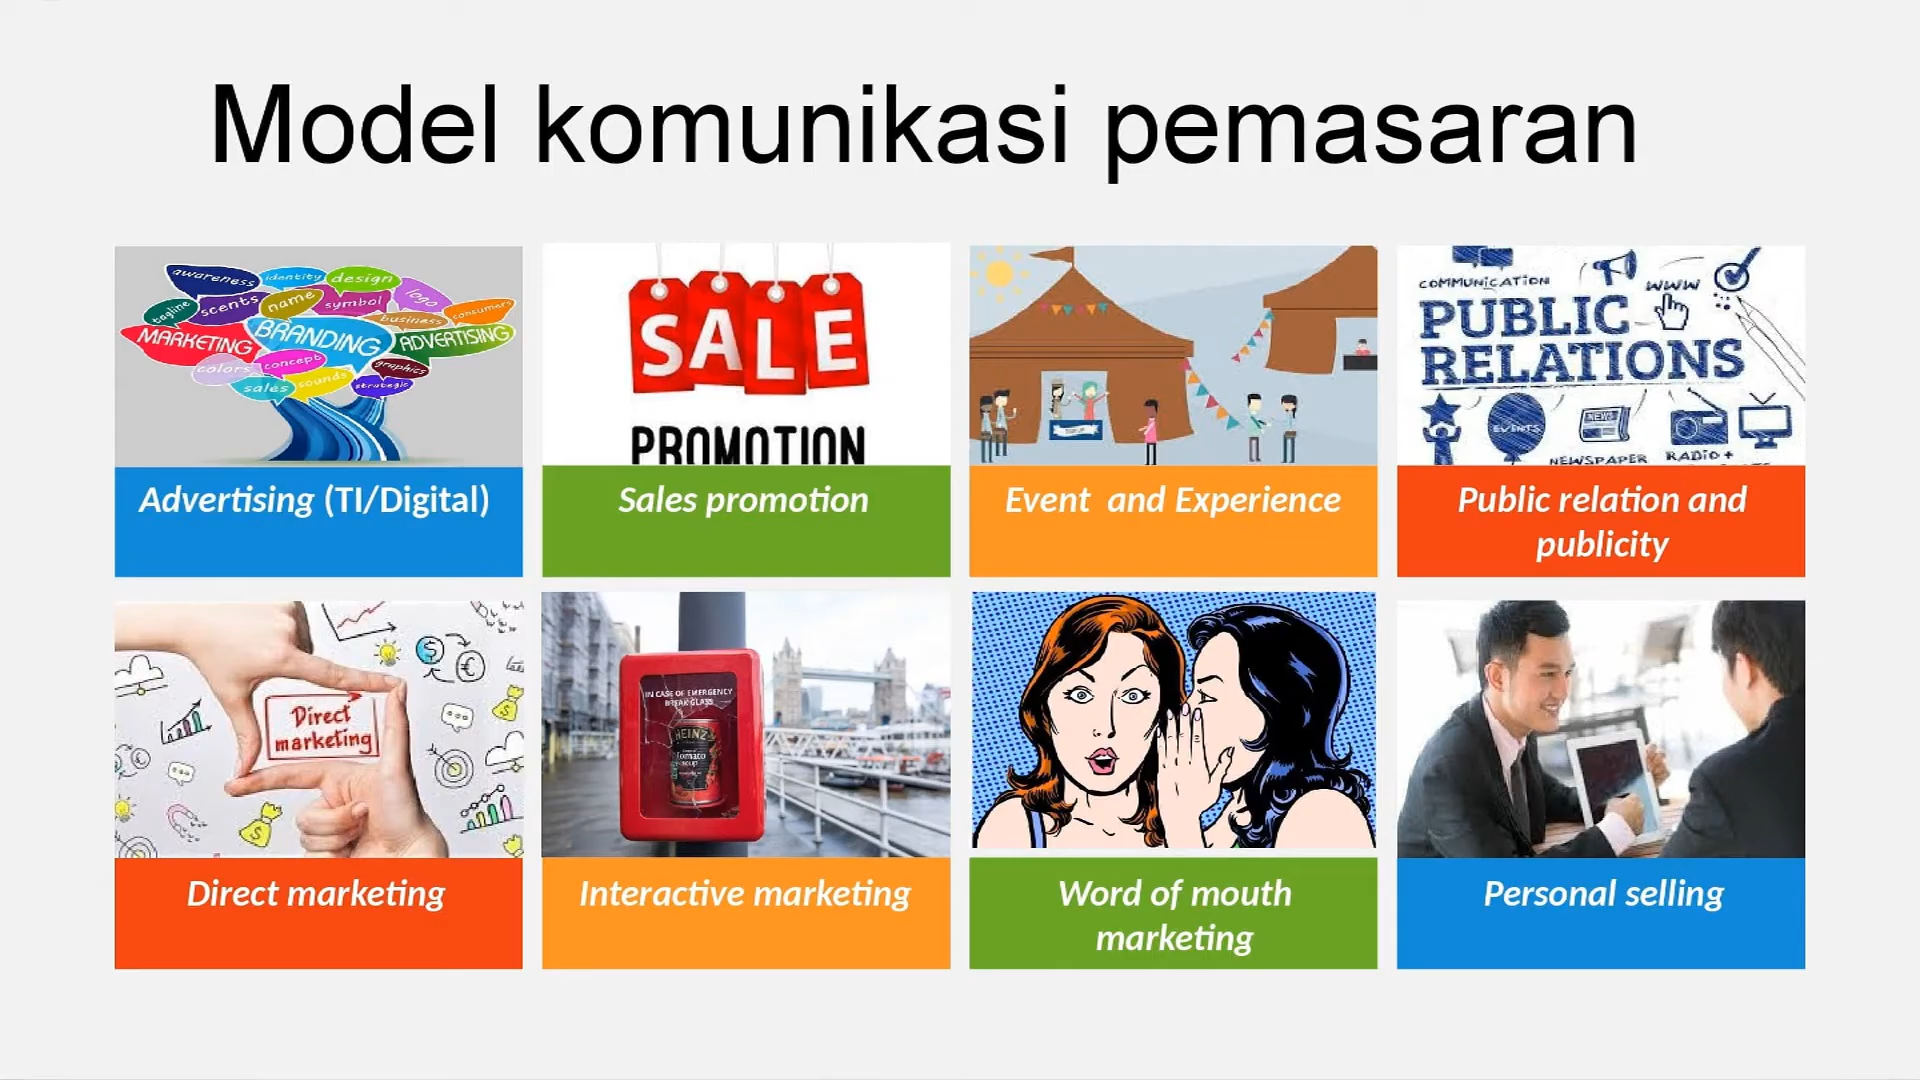 Model komunikasi pemasaran
awareness
identity
design
tagline
scents
name
symbol
logo
business
consumers
MARKETING
BRANDING
ADVERTISING
colors
concept
graphics
sales
sounds
strategic
Advertising (TI/Digital)
SALE
PROMOTION
Sales promotion
Event and Experience
COMMUNICATION
WWW
PUBLIC
RELATIONS
EVENTS
NEWS
NEWSPAPER
RADIO +
Public relation and
publicity
Direct
marketing
Direct marketing
IN CASE OF EMERGENCY
BREAK GLASS
HEINZ
Tomato
Soup
Interactive marketing
Word of mouth
marketing
Personal selling